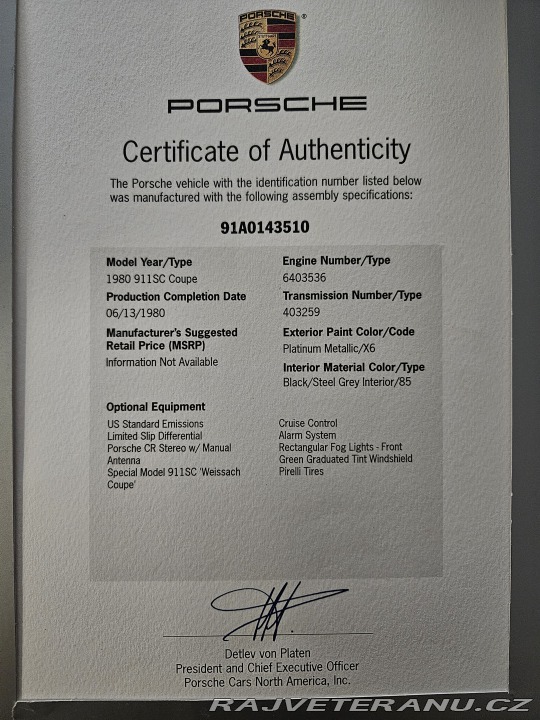 PORSCHE
®
PORSCHE
Certificate of Authenticity
The Porsche vehicle with the identification number listed below
was manufactured with the following assembly specifications:
91A0143510
Model Year/Type
1980 911SC Coupe
Production Completion Date
06/13/1980
Manufacturer's Suggested
Retail Price (MSRP)
Information Not Available
Engine Number/Type
6403536
Transmission Number/Type
403259
Exterior Paint Color/Code
Platinum Metallic/X6
Interior Material Color/Type
Black/Steel Grey Interior/85
Optional Equipment
US Standard Emissions
Limited Slip Differential
Porsche CR Stereo w/ Manual
Antenna
Special Model 911SC 'Weissach
Coupe'
Cruise Control
Alarm System
Rectangular Fog Lights - Front
Green Graduated Tint Windshield
Pirelli Tires
Detlev von Platen
President and Chief Executive Officer
Porsche Cars North America, Inc.
RAJVETERANU.CZ